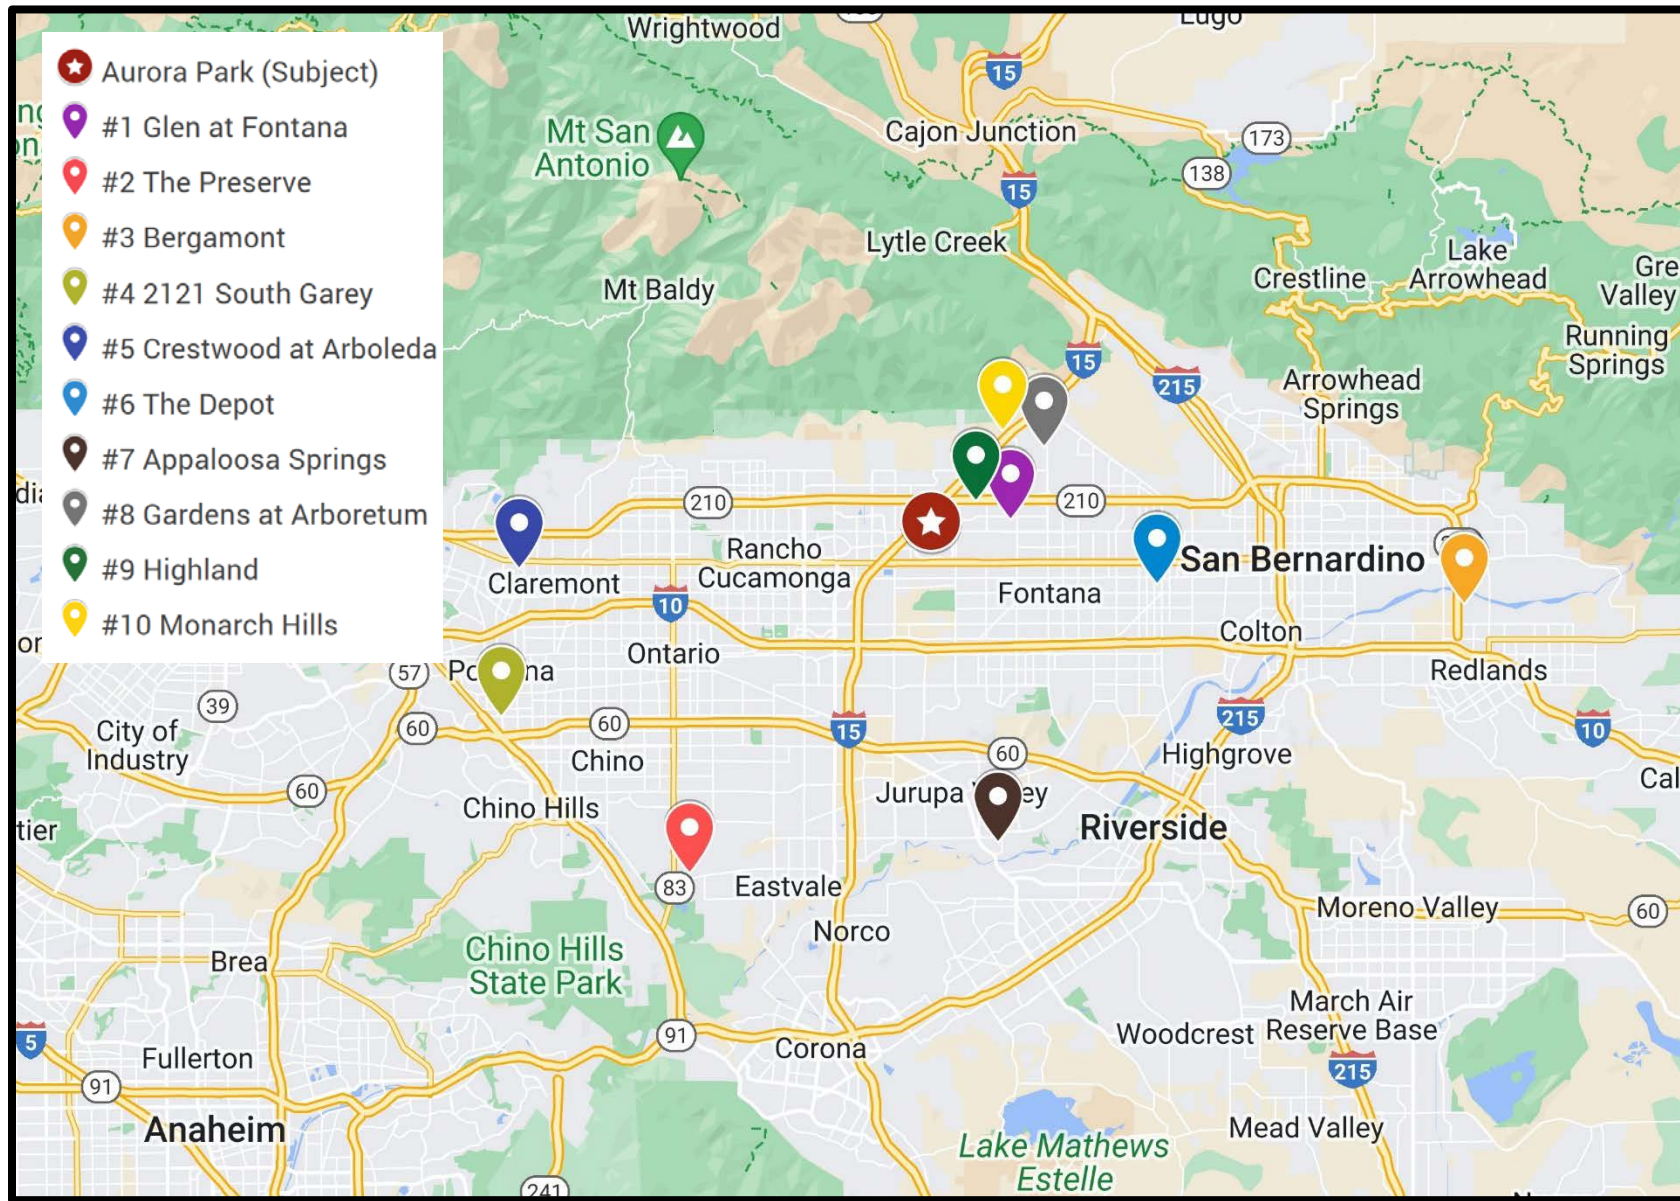 Aurora Park (Subject)
#1 Glen at Fontana
#2 The Preserve
#3 Bergamont
#4 2121 South Garey
#5 Crestwood at Arboleda
#6 The Depot
#7 Appaloosa Springs
#8 Gardens at Arboretum
#9 Highland
#10 Monarch Hills
Wrightwood
Lugo
15
Mt San
Antonio
Cajon Junction
173
138
15
Lytle Creek
Mt Baldy
Crestline
Lake
Arrowhead
Gre
Valley
Running
Springs
15
215
Arrowhead
Springs
210
210
Rancho
Cucamonga
San Bernardino
Claremont
10
Fontana
Colton
Ontario
Redlands
57
39
60
60
15
60
215
10
City of
Industry
Chino
Highgrove
60
Chino Hills
Riverside
tier
Cal
83
Eastvale
Moreno Valley
60
Norco
Chino Hills
State Park
Brea
March Air
Reserve Base
Woodcrest
91
Corona
5
Fullerton
215
91
Anaheim
Mead Valley
Lake Mathews
Estelle
241